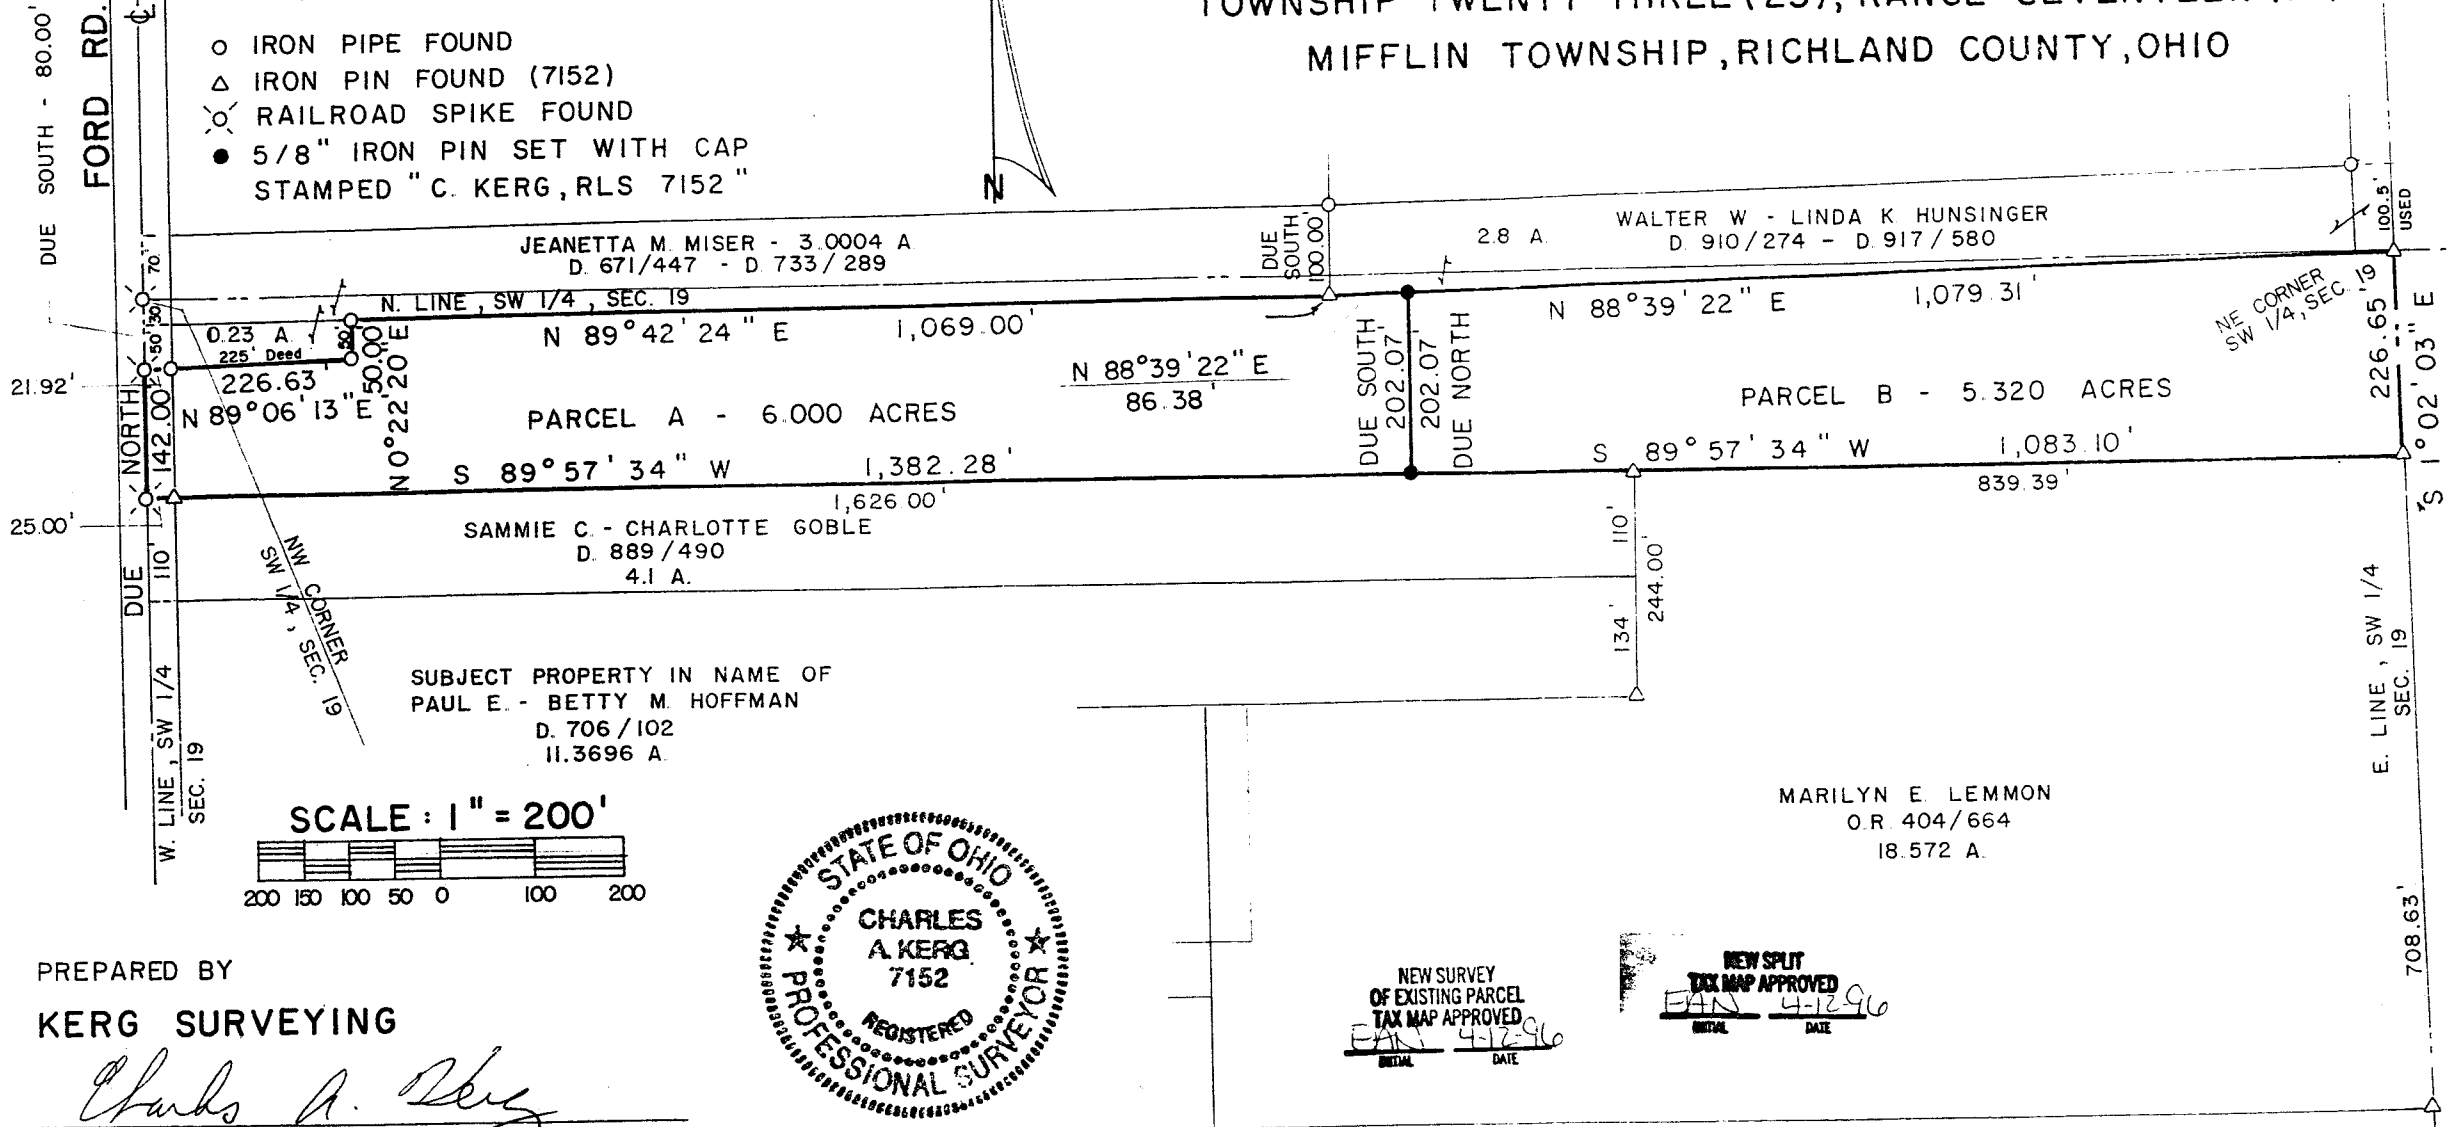 DUE SOUTH - 80.00'
FORD RD.
IRON PIPE FOUND
IRON PIN FOUND (7152)
RAILROAD SPIKE FOUND
5/8" IRON PIN SET WITH CAP
STAMPED "C. KERG, RLS 7152"
N
MIFFLIN TOWNSHIP, RICHLAND COUNTY, OHIO
JEANETTA M. MISER - 3.0004 A.
D. 671/447 - D. 733/289
DUE SOUTH
100.00'
2.8 A.
WALTER W - LINDA K. HUNSINGER
D. 910/274 - D. 917/580
100.5'
USED
70'
30'
50'
N. LINE, SW 1/4, SEC. 19
0.23 A.
225' Deed
50'
226.63'
N 89°06'13"E
50.00'
N 0°22'20"E
N 89°42'24" E 1,069.00'
N 88°39'22" E
86.38'
DUE SOUTH
202.07'
202.07'
DUE NORTH
N 88°39'22" E 1,079.31'
NE CORNER
SW 1/4, SEC. 19
226.65'
S 1°02'03" E
21.92'
DUE NORTH
142.00'
PARCEL A - 6.000 ACRES
PARCEL B - 5.320 ACRES
S 89°57'34" W 1,382.28'
S 89°57'34" W 1,083.10'
1,626.00'
839.39'
25.00'
DUE
110'
SAMMIE C. - CHARLOTTE GOBLE
D. 889/490
4.1 A.
110'
244.00'
134'
NW CORNER
SW 1/4, SEC. 19
W. LINE, SW 1/4
SEC. 19
E. LINE, SW 1/4
SEC. 19
SUBJECT PROPERTY IN NAME OF
PAUL E. - BETTY M. HOFFMAN
D. 706/102
11.3696 A.
MARILYN E. LEMMON
O.R. 404/664
18.572 A.
708.63'
SCALE: 1" = 200'
200 150 100 50 0 100 200
STATE OF OHIO
CHARLES
A. KERG
7152
REGISTERED
PROFESSIONAL SURVEYOR
NEW SURVEY
OF EXISTING PARCEL
TAX MAP APPROVED
EAN 4-12-96
INITIAL DATE
NEW SPLIT
TAX MAP APPROVED
EAN 4-12-96
INITIAL DATE
PREPARED BY
KERG SURVEYING
Charles A. Kerg